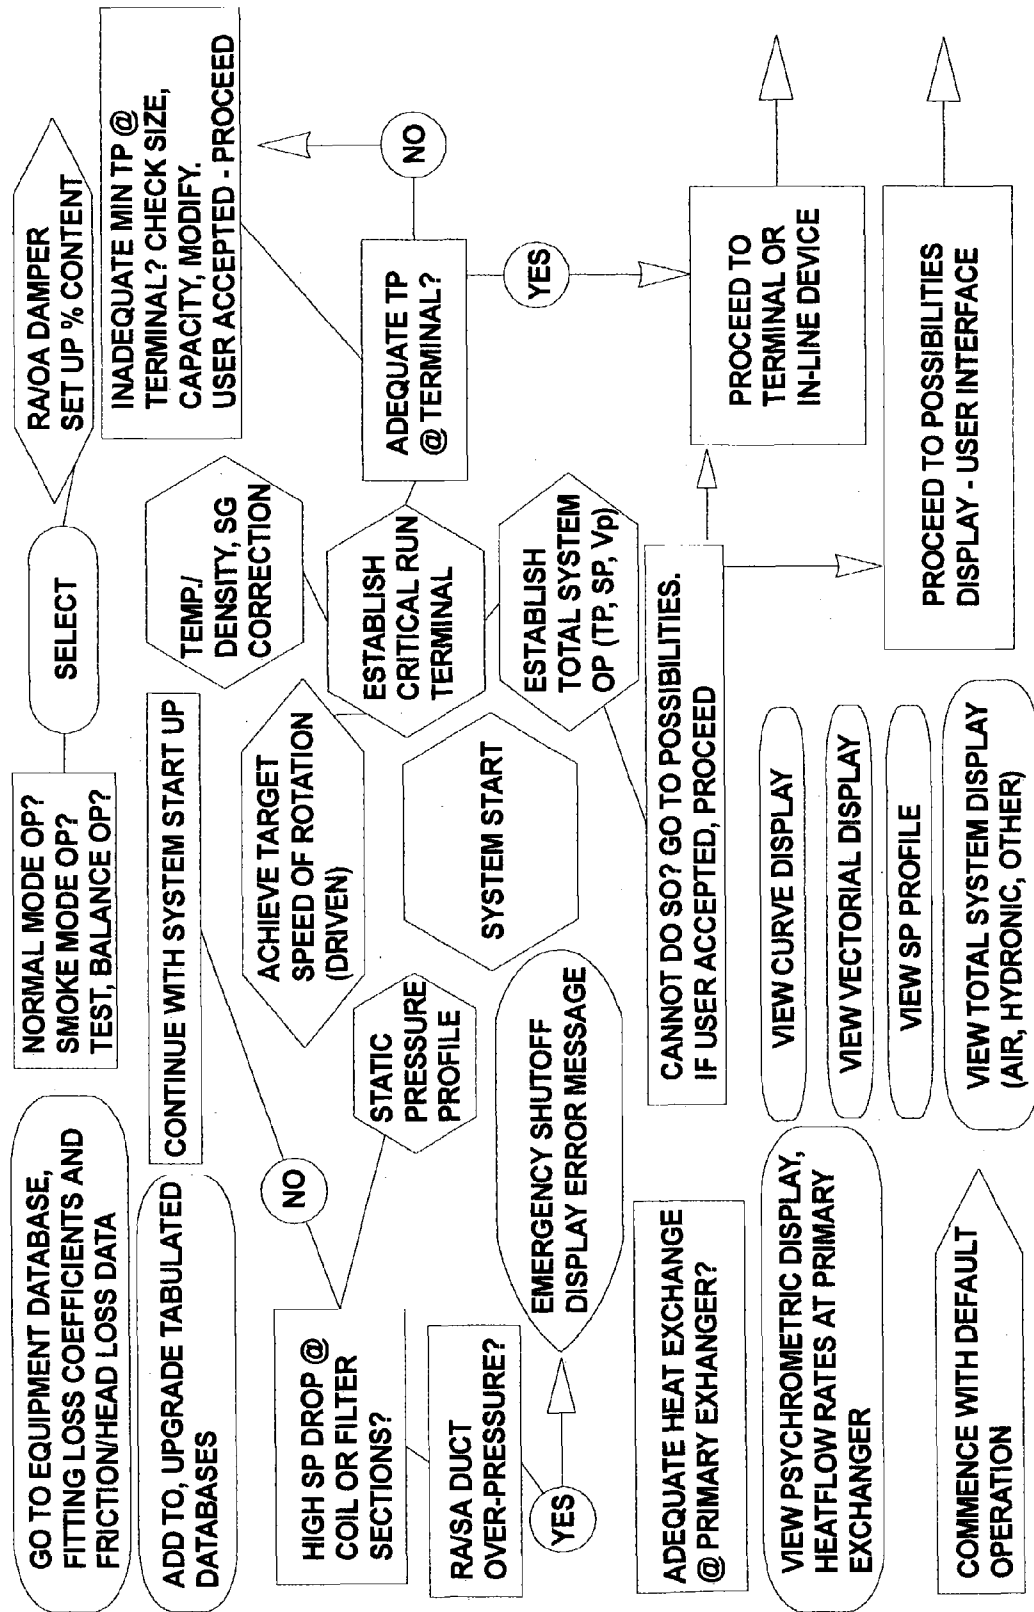 GO TO EQUIPMENT DATABASE,
FITTING LOSS COEFFICIENTS AND
FRICTION/HEAD LOSS DATA
NORMAL MODE OP?
SMOKE MODE OP?
TEST, BALANCE OP?
SELECT
RA/OA DAMPER
SET UP % CONTENT
ADD TO, UPGRADE TABULATED
DATABASES
CONTINUE WITH SYSTEM START UP
TEMP./
DENSITY, SG
CORRECTION
INADEQUATE MIN TP @
TERMINAL? CHECK SIZE,
CAPACITY, MODIFY.
USER ACCEPTED - PROCEED
NO
ACHIEVE TARGET
SPEED OF ROTATION
(DRIVEN)
HIGH SP DROP @
COIL OR FILTER
SECTIONS?
STATIC
PRESSURE
PROFILE
ESTABLISH
CRITICAL RUN
TERMINAL
ADEQUATE TP
@ TERMINAL?
NO
RA/SA DUCT
OVER-PRESSURE?
SYSTEM START
YES
YES
EMERGENCY SHUTOFF
DISPLAY ERROR MESSAGE
ESTABLISH
TOTAL SYSTEM
OP (TP, SP, Vp)
ADEQUATE HEAT EXCHANGE
@ PRIMARY EXHANGER?
CANNOT DO SO? GO TO POSSIBILITIES.
IF USER ACCEPTED, PROCEED
PROCEED TO
TERMINAL OR
IN-LINE DEVICE
VIEW PSYCHROMETRIC DISPLAY,
HEATFLOW RATES AT PRIMARY
EXCHANGER
VIEW CURVE DISPLAY
VIEW VECTORIAL DISPLAY
VIEW SP PROFILE
PROCEED TO POSSIBILITIES
DISPLAY - USER INTERFACE
COMMENCE WITH DEFAULT
OPERATION
VIEW TOTAL SYSTEM DISPLAY
(AIR, HYDRONIC, OTHER)